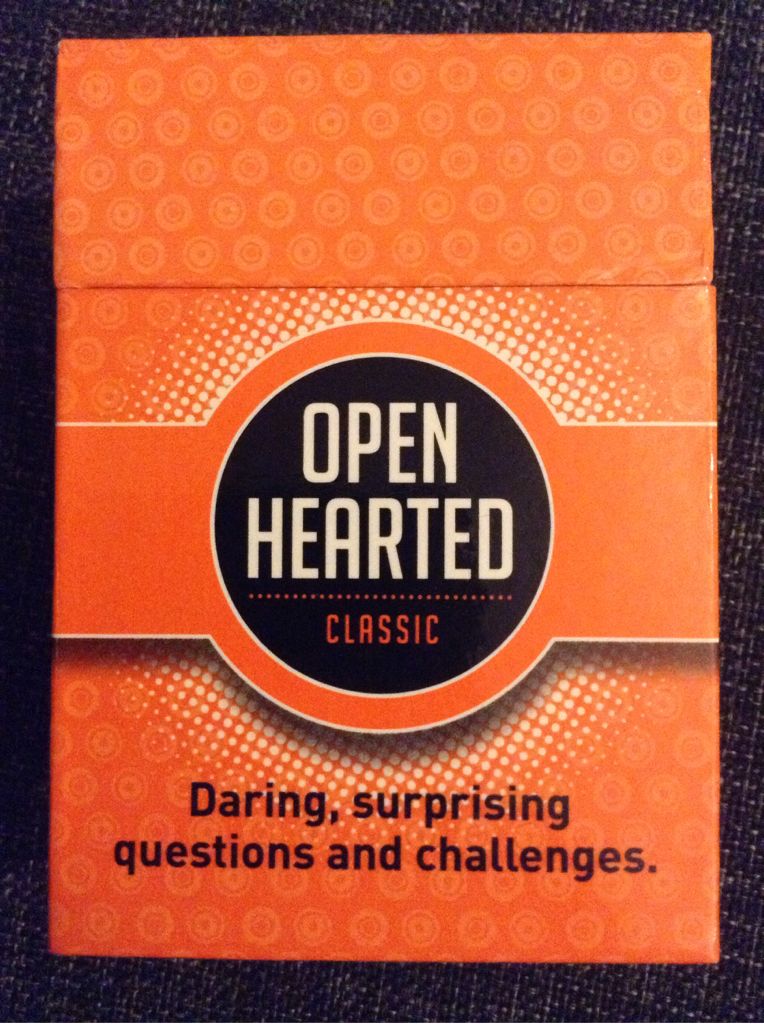 OPEN
HEARTED
CLASSIC
Daring, surprising
questions and challenges.